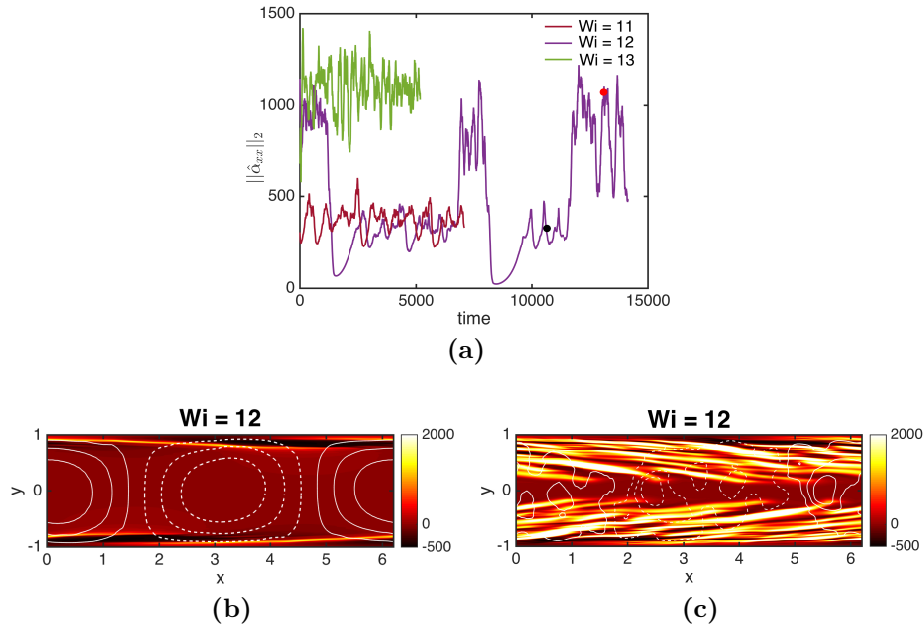 1500
1000
500
0
||α̂ₓₓ||₂
0 5000 10000 15000
time
Wi = 11
Wi = 12
Wi = 13
(a)
Wi = 12
1
0
-1
y
0 1 2 3 4 5 6
x
2000
0
-500
(b)
Wi = 12
1
0
-1
y
0 1 2 3 4 5 6
x
2000
0
-500
(c)